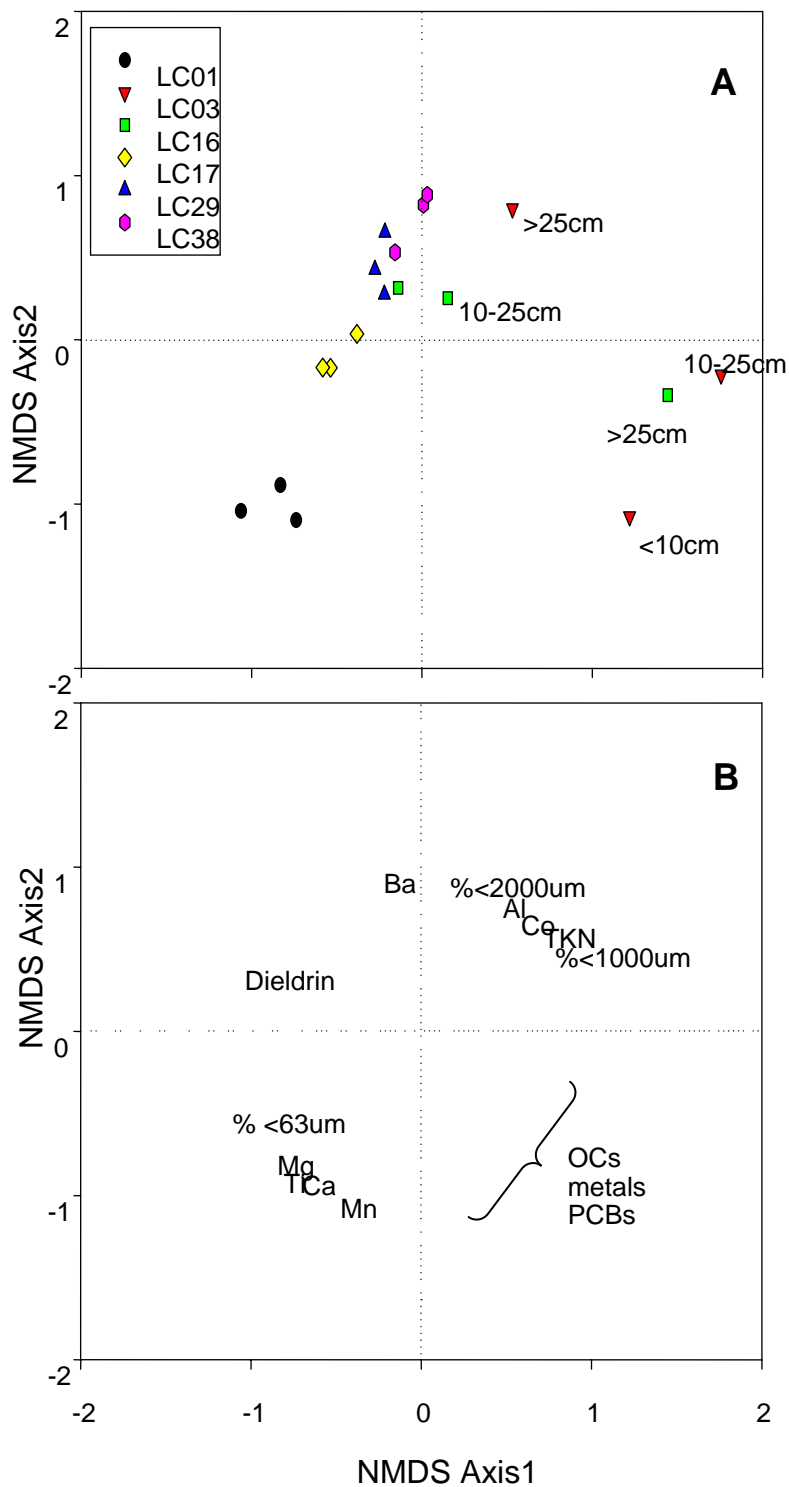 2
A
LC01
LC03
LC16
LC17
LC29
LC38
1
>25cm
10-25cm
0
10-25cm
>25cm
-1
<10cm
-2
NMDS Axis2
2
B
1
Ba
%<2000um
Al
Co
TKN
%<1000um
Dieldrin
0
% <63um
Mg
Ti
Ca
Mn
OCs
metals
PCBs
-1
-2
NMDS Axis2
-2 -1 0 1 2
NMDS Axis1